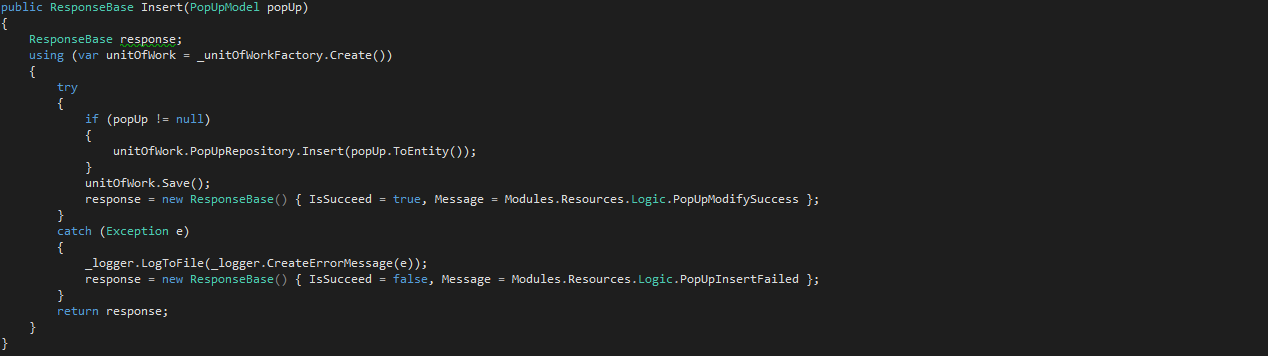 public ResponseBase Insert(PopUpModel popUp)
{
    ResponseBase response;
    using (var unitOfWork = _unitOfWorkFactory.Create())
    {
        try
        {
            if (popUp != null)
            {
                unitOfWork.PopUpRepository.Insert(popUp.ToEntity());
            }
            unitOfWork.Save();
            response = new ResponseBase() { IsSucceed = true, Message = Modules.Resources.Logic.PopUpModifySuccess };
        }
        catch (Exception e)
        {
            _logger.LogToFile(_logger.CreateErrorMessage(e));
            response = new ResponseBase() { IsSucceed = false, Message = Modules.Resources.Logic.PopUpInsertFailed };
        }
        return response;
    }
}